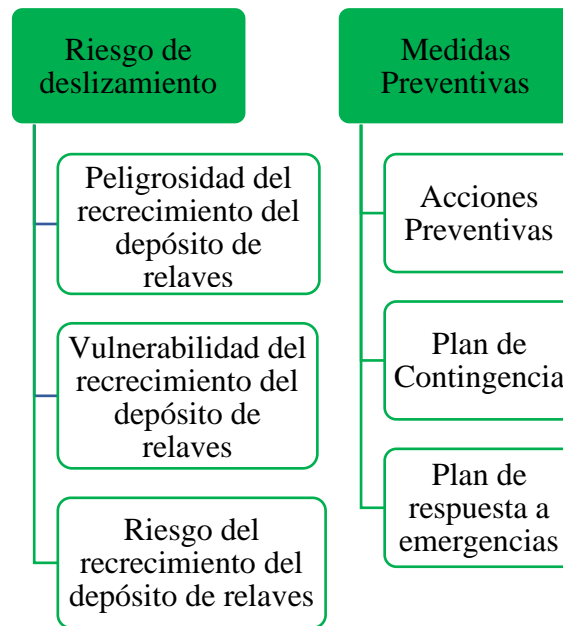 Riesgo de
deslizamiento
Peligrosidad del
recrecimiento del
depósito de
relaves
Vulnerabilidad del
recrecimiento del
depósito de
relaves
Riesgo del
recrecimiento del
depósito de relaves
Medidas
Preventivas
Acciones
Preventivas
Plan de
Contingencia
Plan de
respuesta a
emergencias